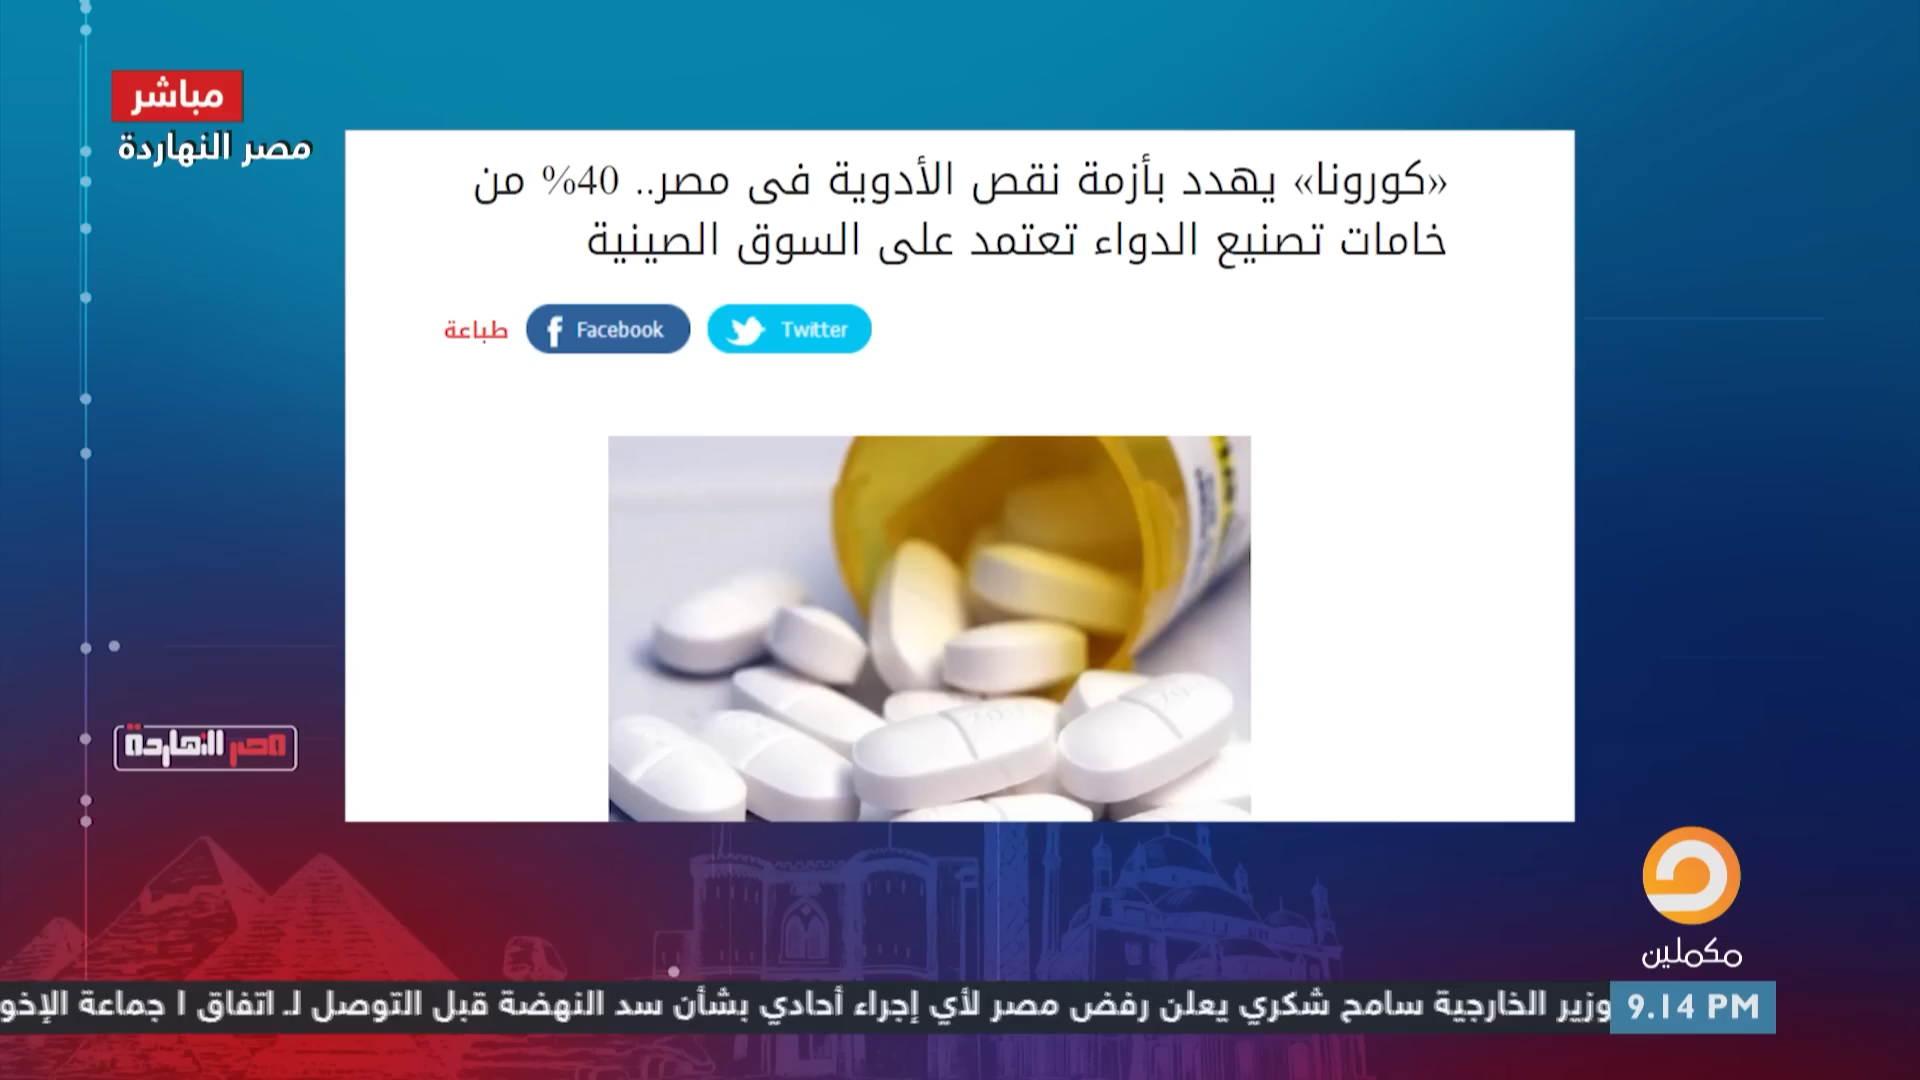 مباشر
مصر النهاردة
«كورونا» يهدد بأزمة نقص الأدوية فى مصر.. 40% من
خامات تصنيع الدواء تعتمد على السوق الصينية
طباعة
Facebook
Twitter
مصر النهاردة
مكملين
وزير الخارجية سامح شكري يعلن رفض مصر لأي إجراء أحادي بشأن سد النهضة قبل التوصل لـ اتفاق ا جماعة الإخو
9.14 PM